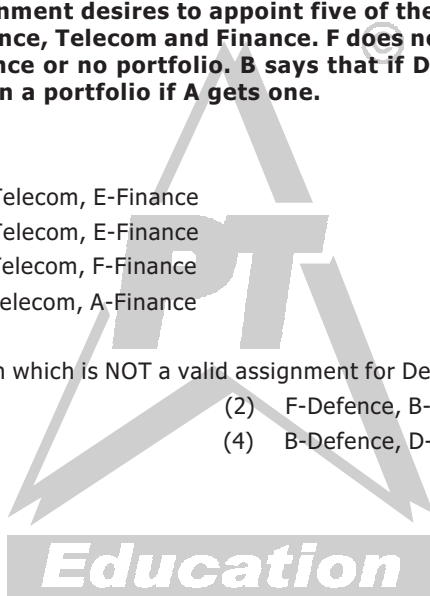 nment desires to appoint five of the
nce, Telecom and Finance. F does n
nce or no portfolio. B says that if D
n a portfolio if A gets one.
Telecom, E-Finance
Telecom, E-Finance
Telecom, F-Finance
elecom, A-Finance
n which is NOT a valid assignment for De
(2) F-Defence, B-
(4) B-Defence, D-
PT
Education